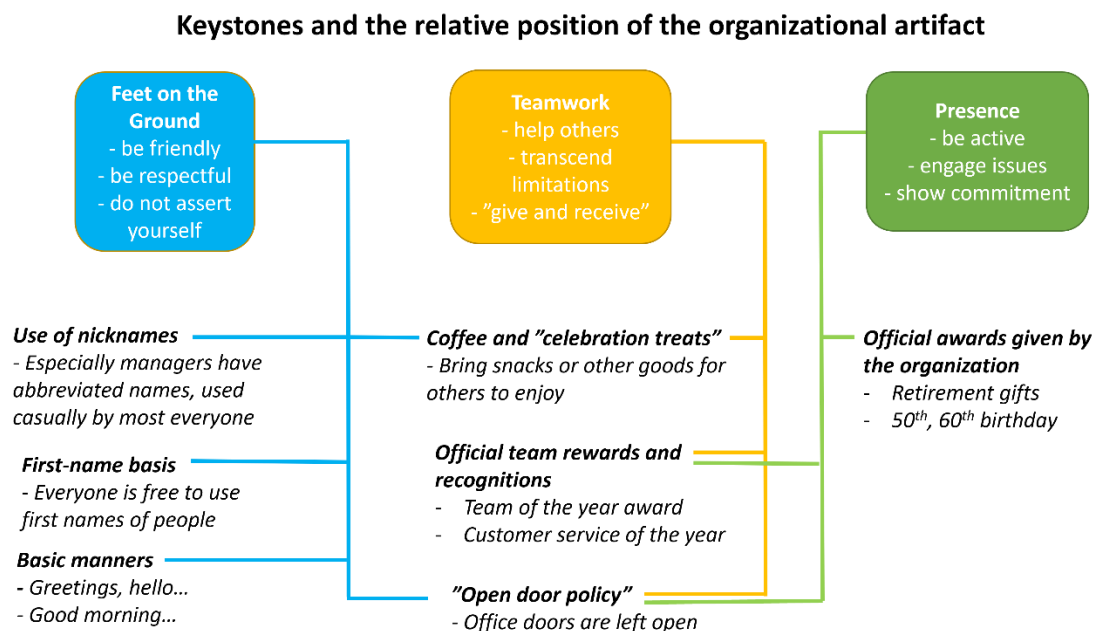 Keystones and the relative position of the organizational artifact
Feet on the
Ground
- be friendly
- be respectful
- do not assert
yourself
Teamwork
- help others
- transcend
limitations
- ”give and receive”
Presence
- be active
- engage issues
- show commitment
Use of nicknames
- Especially managers have
abbreviated names, used
casually by most everyone
First-name basis
- Everyone is free to use
first names of people
Basic manners
- Greetings, hello...
- Good morning...
Coffee and ”celebration treats”
- Bring snacks or other goods for
others to enjoy
Official team rewards and
recognitions
- Team of the year award
- Customer service of the year
”Open door policy”
- Office doors are left open
Official awards given by
the organization
- Retirement gifts
- 50th, 60th birthday